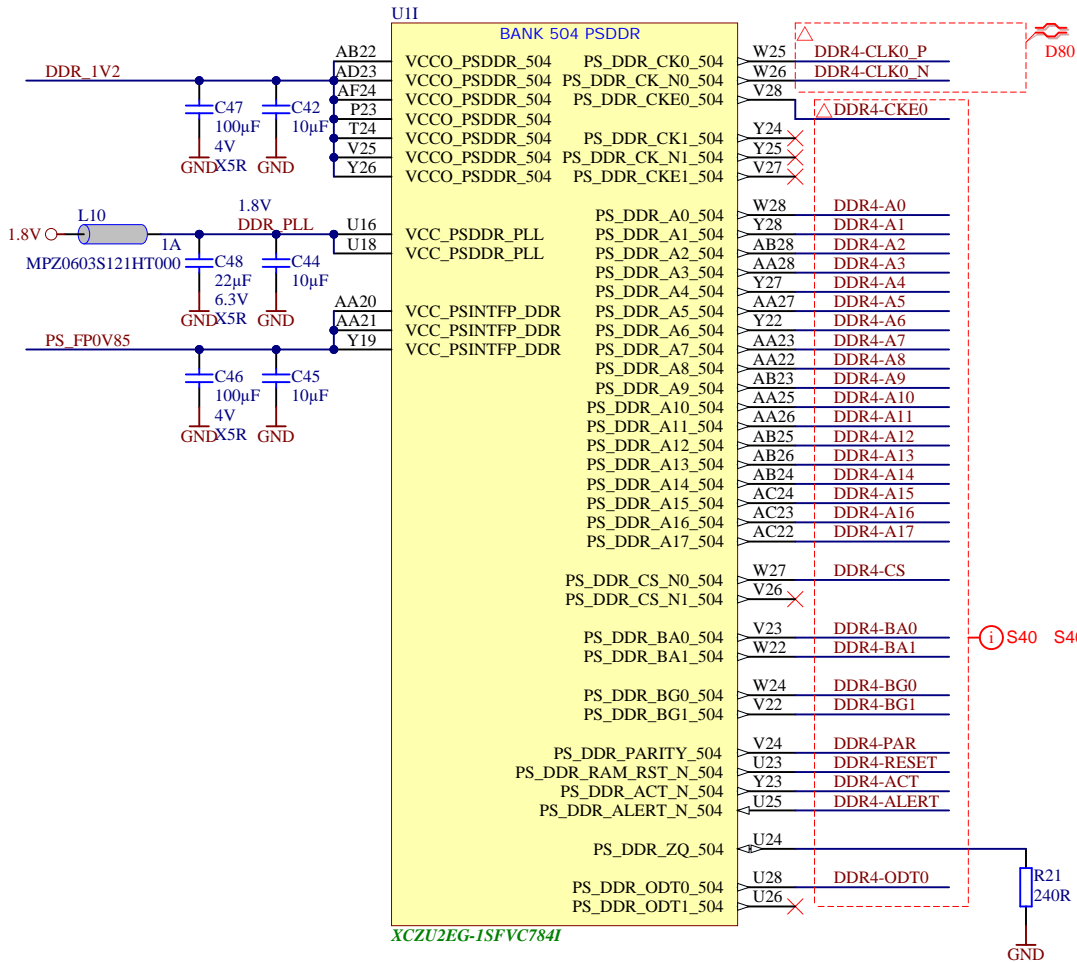 U1I
BANK 504 PSDDR
DDR_1V2
AB22 VCCO_PSDDR_504
AD23 VCCO_PSDDR_504
AF24 VCCO_PSDDR_504
P23 VCCO_PSDDR_504
T24 VCCO_PSDDR_504
V25 VCCO_PSDDR_504
Y26 VCCO_PSDDR_504
C47
100µF
4V
X5R
GND
C42
10µF
GND
1.8V
L10
1A
MPZ0603S121HT000
1.8V
DDR_PLL
U16 VCC_PSDDR_PLL
U18 VCC_PSDDR_PLL
C48
22µF
6.3V
X5R
GND
C44
10µF
GND
PS_FP0V85
AA20 VCC_PSINTFP_DDR
AA21 VCC_PSINTFP_DDR
Y19 VCC_PSINTFP_DDR
C46
100µF
4V
X5R
GND
C45
10µF
GND
PS_DDR_CK0_504 W25 DDR4-CLK0_P
PS_DDR_CK_N0_504 W26 DDR4-CLK0_N
PS_DDR_CKE0_504 V28 DDR4-CKE0
D80
PS_DDR_CK1_504 Y24
PS_DDR_CK_N1_504 Y25
PS_DDR_CKE1_504 V27
PS_DDR_A0_504 W28 DDR4-A0
PS_DDR_A1_504 Y28 DDR4-A1
PS_DDR_A2_504 AB28 DDR4-A2
PS_DDR_A3_504 AA28 DDR4-A3
PS_DDR_A4_504 Y27 DDR4-A4
PS_DDR_A5_504 AA27 DDR4-A5
PS_DDR_A6_504 Y22 DDR4-A6
PS_DDR_A7_504 AA23 DDR4-A7
PS_DDR_A8_504 AA22 DDR4-A8
PS_DDR_A9_504 AB23 DDR4-A9
PS_DDR_A10_504 AA25 DDR4-A10
PS_DDR_A11_504 AA26 DDR4-A11
PS_DDR_A12_504 AB25 DDR4-A12
PS_DDR_A13_504 AB26 DDR4-A13
PS_DDR_A14_504 AB24 DDR4-A14
PS_DDR_A15_504 AC24 DDR4-A15
PS_DDR_A16_504 AC23 DDR4-A16
PS_DDR_A17_504 AC22 DDR4-A17
PS_DDR_CS_N0_504 W27 DDR4-CS
PS_DDR_CS_N1_504 V26
PS_DDR_BA0_504 V23 DDR4-BA0
PS_DDR_BA1_504 W22 DDR4-BA1
i S40
PS_DDR_BG0_504 W24 DDR4-BG0
PS_DDR_BG1_504 V22 DDR4-BG1
PS_DDR_PARITY_504 V24 DDR4-PAR
PS_DDR_RAM_RST_N_504 U23 DDR4-RESET
PS_DDR_ACT_N_504 Y23 DDR4-ACT
PS_DDR_ALERT_N_504 U25 DDR4-ALERT
PS_DDR_ZQ_504 U24
R21
240R
GND
PS_DDR_ODT0_504 U28 DDR4-ODT0
PS_DDR_ODT1_504 U26
XCZU2EG-1SFVC784I